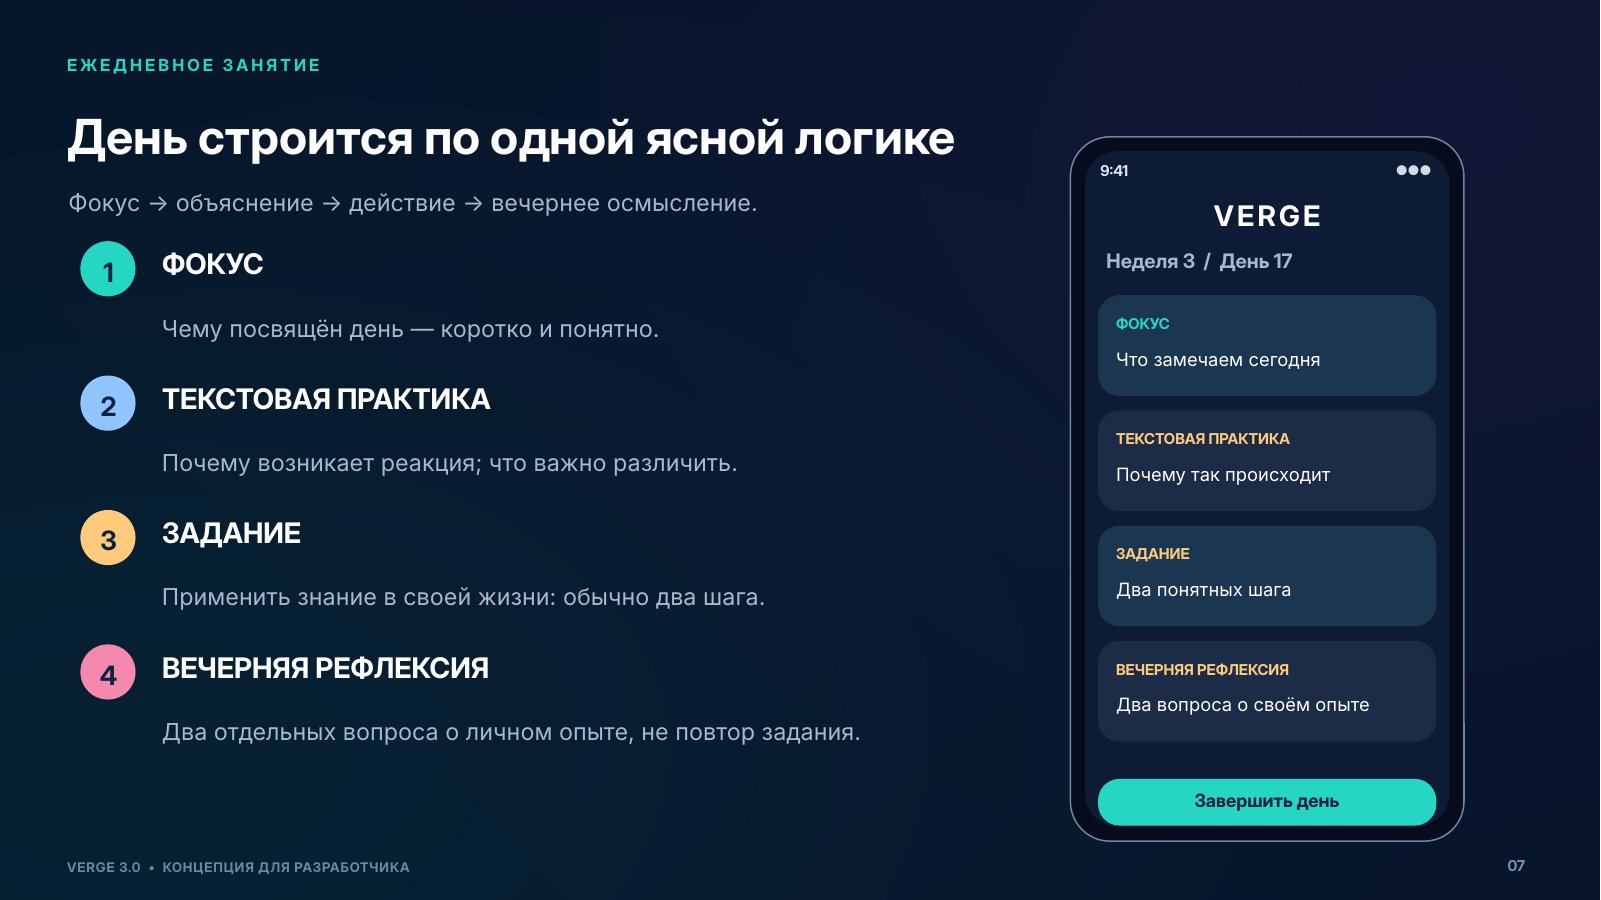 ЕЖЕДНЕВНОЕ ЗАНЯТИЕ
День строится по одной ясной логике
Фокус → объяснение → действие → вечернее осмысление.
1
ФОКУС
Чему посвящён день — коротко и понятно.
2
ТЕКСТОВАЯ ПРАКТИКА
Почему возникает реакция; что важно различить.
3
ЗАДАНИЕ
Применить знание в своей жизни: обычно два шага.
4
ВЕЧЕРНЯЯ РЕФЛЕКСИЯ
Два отдельных вопроса о личном опыте, не повтор задания.
9:41
VERGE
Неделя 3 / День 17
ФОКУС
Что замечаем сегодня
ТЕКСТОВАЯ ПРАКТИКА
Почему так происходит
ЗАДАНИЕ
Два понятных шага
ВЕЧЕРНЯЯ РЕФЛЕКСИЯ
Два вопроса о своём опыте
Завершить день
VERGE 3.0 • КОНЦЕПЦИЯ ДЛЯ РАЗРАБОТЧИКА
07